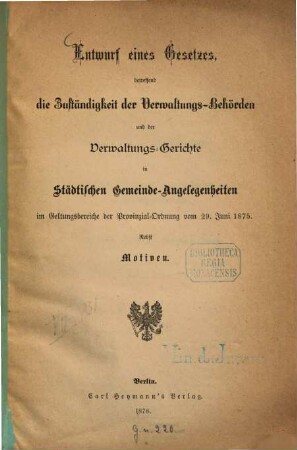 Entwurf eines Gesetzes,
betreffend
die Zuständigkeit der Verwaltungs-Behörden
und der
Verwaltungs-Gerichte
in
Städtischen Gemeinde-Angelegenheiten
im Geltungsbereiche der Provinzial-Ordnung vom 29. Juni 1875.
Nebst
Motiven.
BIBLIOTHECA
REGIA
MONACENSIS.
Berlin.
Carl Heymann's Verlag.
1876.